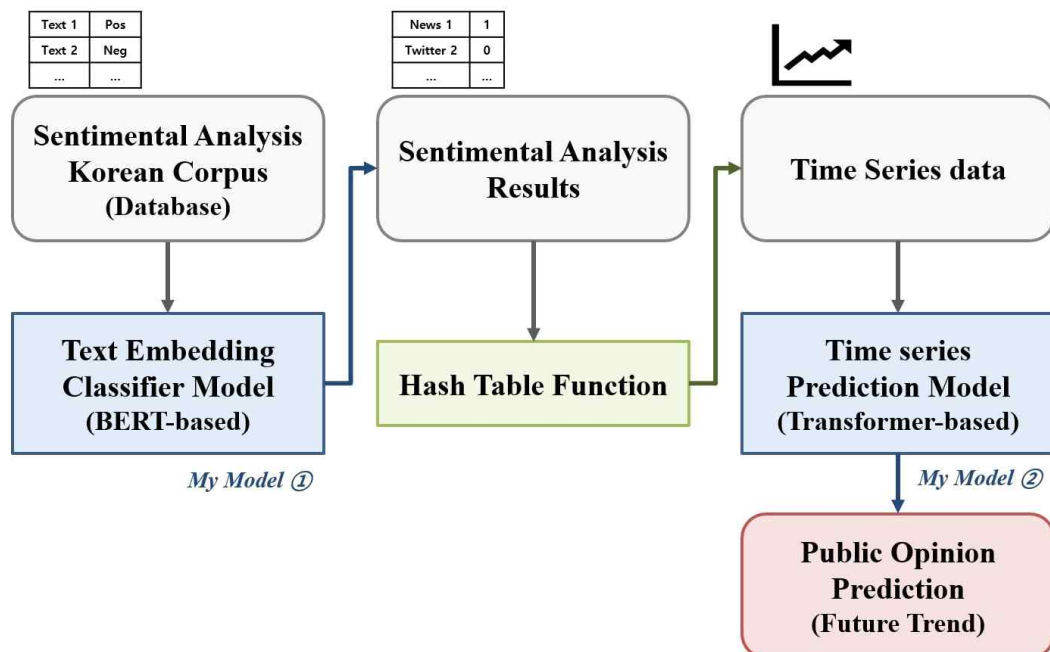 Text 1 Pos
Text 2 Neg
... ...
News 1 1
Twitter 2 0
... ...
Sentimental Analysis
Korean Corpus
(Database)
Sentimental Analysis
Results
Time Series data
Text Embedding
Classifier Model
(BERT-based)
My Model ①
Hash Table Function
Time series
Prediction Model
(Transformer-based)
My Model ②
Public Opinion
Prediction
(Future Trend)